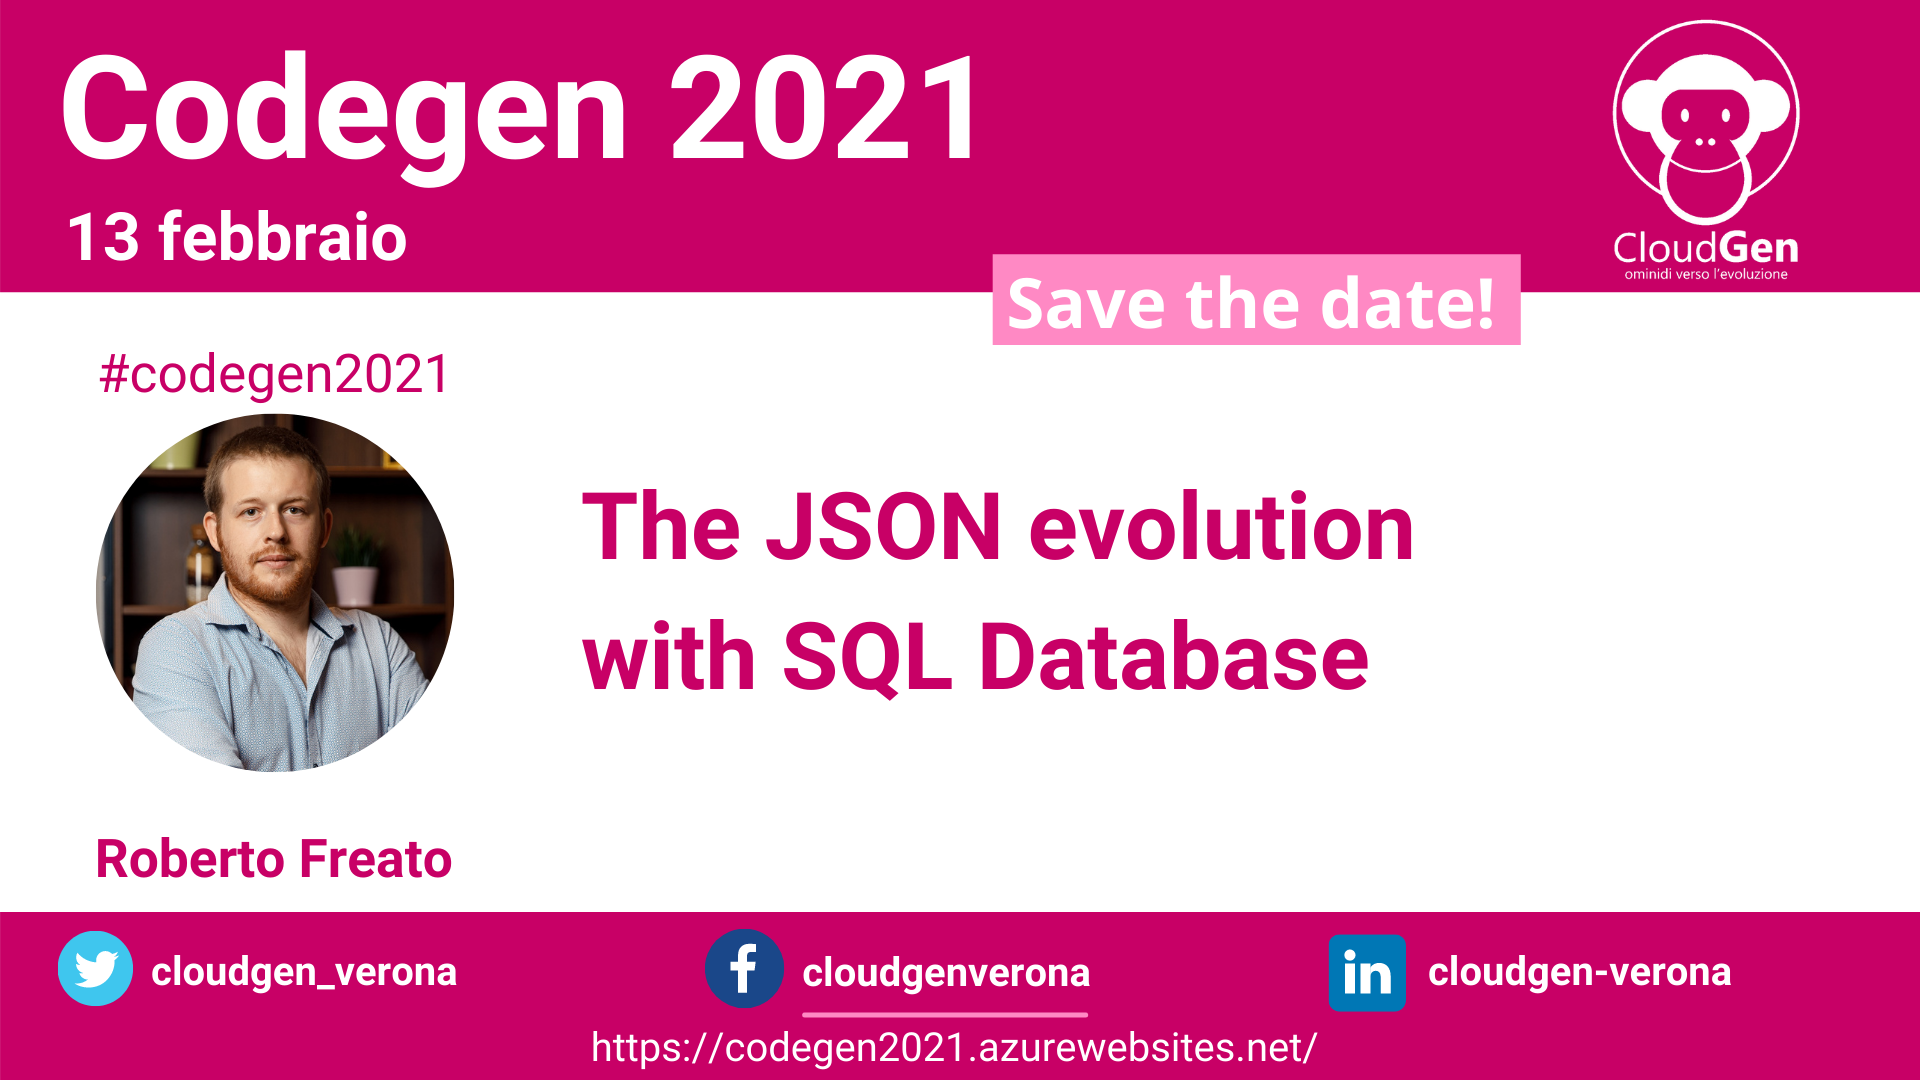 Codegen 2021
13 febbraio
CloudGen
ominidi verso l'evoluzione
Save the date!
#codegen2021
The JSON evolution
with SQL Database
Roberto Freato
cloudgen_verona
cloudgenverona
cloudgen-verona
https://codegen2021.azurewebsites.net/